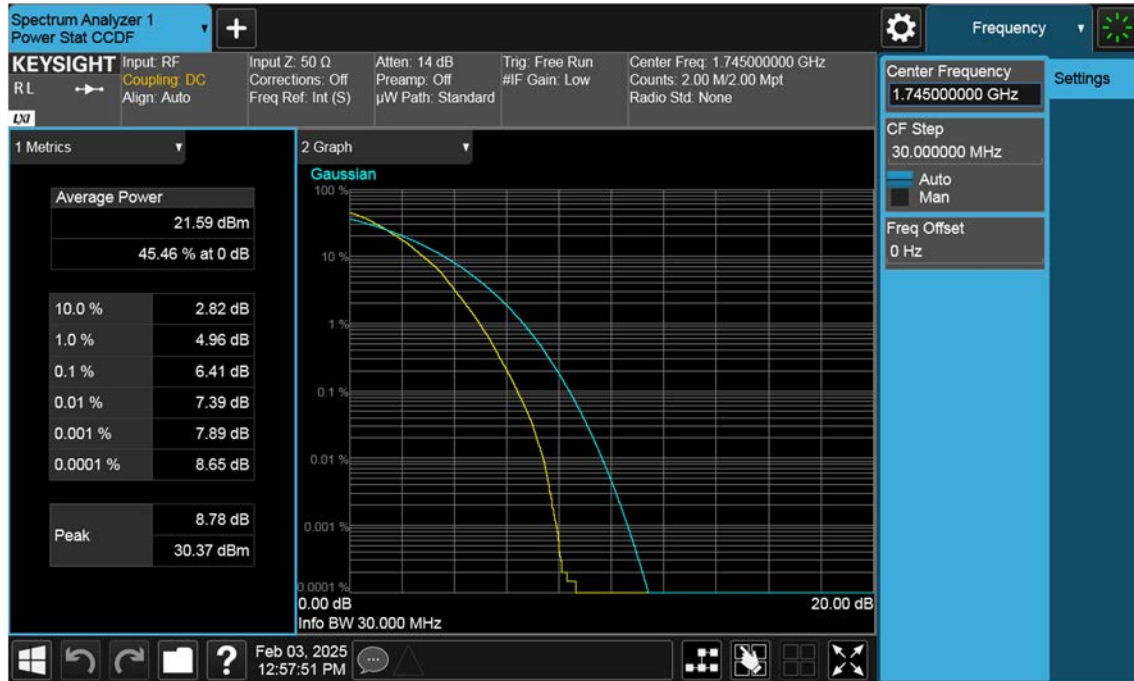 Spectrum Analyzer 1
Power Stat CCDF
Frequency
KEYSIGHT
R L
LXI
Input: RF
Coupling: DC
Align: Auto
Input Z: 50 Ω
Corrections: Off
Freq Ref: Int (S)
Atten: 14 dB
Preamp: Off
µW Path: Standard
Trig: Free Run
#IF Gain: Low
Center Freq: 1.745000000 GHz
Counts: 2.00 M/2.00 Mpt
Radio Std: None
Center Frequency
1.745000000 GHz
Settings
CF Step
30.000000 MHz
Auto
Man
Freq Offset
0 Hz
1 Metrics
Average Power
21.59 dBm
45.46 % at 0 dB
10.0 % 2.82 dB
1.0 % 4.96 dB
0.1 % 6.41 dB
0.01 % 7.39 dB
0.001 % 7.89 dB
0.0001 % 8.65 dB
Peak 8.78 dB
30.37 dBm
2 Graph
Gaussian
100 %
10 %
1 %
0.1 %
0.01 %
0.001 %
0.0001 %
0.00 dB 20.00 dB
Info BW 30.000 MHz
?
Feb 03, 2025
12:57:51 PM